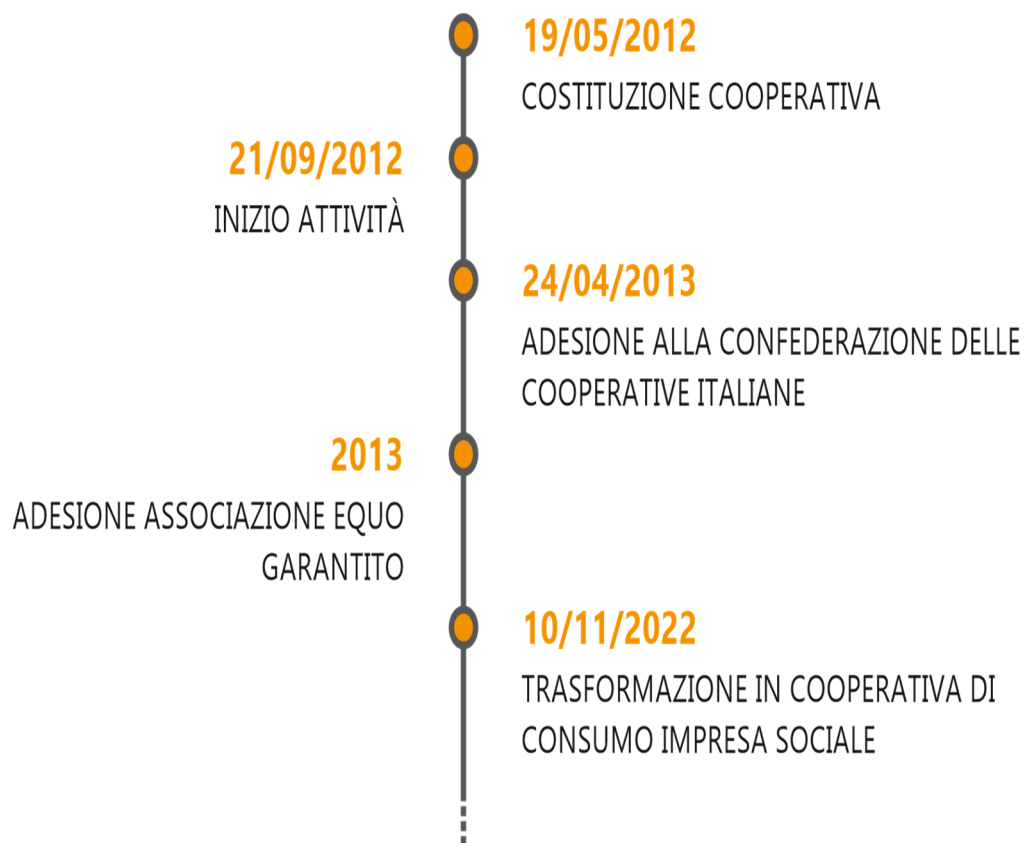 19/05/2012
COSTITUZIONE COOPERATIVA
21/09/2012
INIZIO ATTIVITÀ
24/04/2013
ADESIONE ALLA CONFEDERAZIONE DELLE
COOPERATIVE ITALIANE
2013
ADESIONE ASSOCIAZIONE EQUO
GARANTITO
10/11/2022
TRASFORMAZIONE IN COOPERATIVA DI
CONSUMO IMPRESA SOCIALE